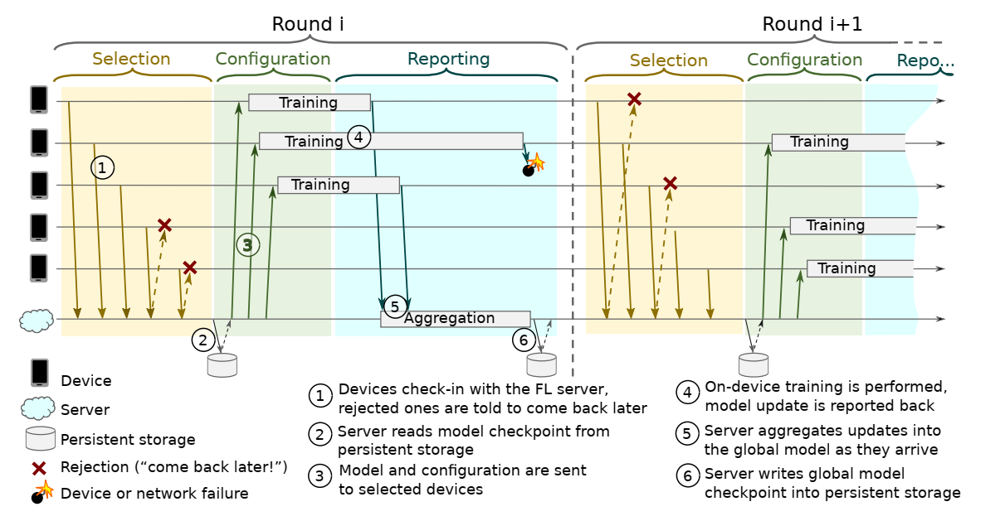 Round i
Round i+1
Selection
Configuration
Reporting
Selection
Configuration
Repo...
Training
Training
4
Training
1
3
Training
Training
Training
5
Aggregation
2
6
Device
Server
Persistent storage
Rejection (“come back later!”)
Device or network failure
1 Devices check-in with the FL server,
rejected ones are told to come back later
2 Server reads model checkpoint from
persistent storage
3 Model and configuration are sent
to selected devices
4 On-device training is performed,
model update is reported back
5 Server aggregates updates into
the global model as they arrive
6 Server writes global model
checkpoint into persistent storage